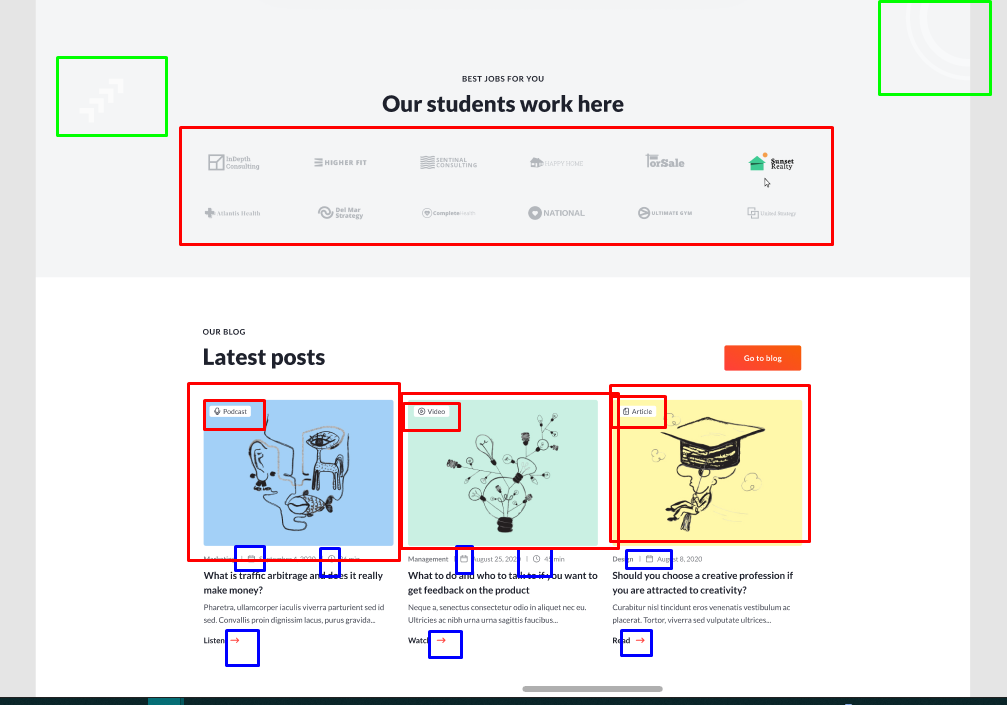 BEST JOBS FOR YOU
Our students work here
InDepth Consulting
HIGHER FIT
SENTINAL CONSULTING
HAPPY HOME
forSale
Sunset Realty
Atlantis Health
Del Mar Strategy
CompleteHealth
NATIONAL
ULTIMATE GYM
United Strategy
OUR BLOG
Latest posts
Go to blog
Podcast
Video
Article
Marketing | September 4, 2020 | min
Management | August 25, 2020 | 45 min
Design | August 8, 2020
What is traffic arbitrage and does it really
make money?
What to do and who to talk to if you want to
get feedback on the product
Should you choose a creative profession if
you are attracted to creativity?
Pharetra, ullamcorper iaculis viverra parturient sed id
sed. Convallis proin dignissim lacus, purus gravida...
Neque a, senectus consectetur odio in aliquet nec eu.
Ultricies ac nibh urna urna sagittis faucibus...
Curabitur nisl tincidunt eros venenatis vestibulum ac
placerat. Tortor, viverra sed vulputate ultrices...
Listen →
Watch →
Read →